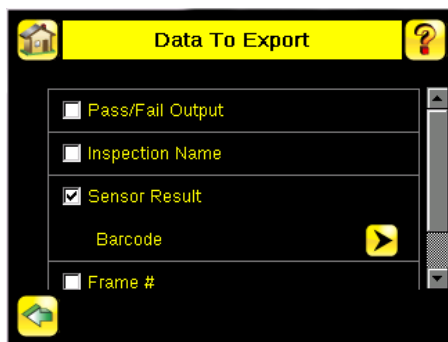 Data To Export
?
Pass/Fail Output
Inspection Name
Sensor Result
Barcode
Frame #